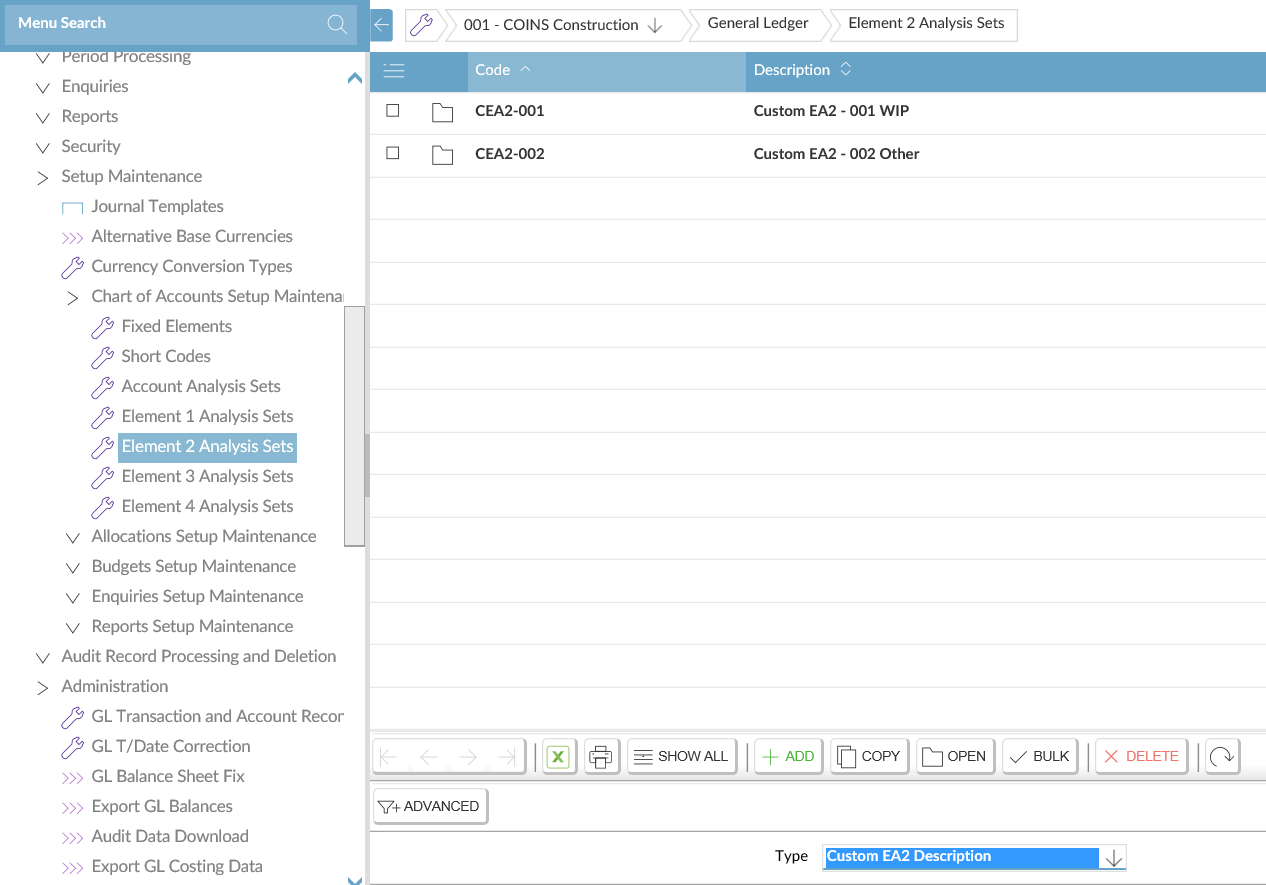 Menu Search
Period Processing
Enquiries
Reports
Security
Setup Maintenance
Journal Templates
Alternative Base Currencies
Currency Conversion Types
Chart of Accounts Setup Maintena
Fixed Elements
Short Codes
Account Analysis Sets
Element 1 Analysis Sets
Element 2 Analysis Sets
Element 3 Analysis Sets
Element 4 Analysis Sets
Allocations Setup Maintenance
Budgets Setup Maintenance
Enquiries Setup Maintenance
Reports Setup Maintenance
Audit Record Processing and Deletion
Administration
GL Transaction and Account Recor
GL T/Date Correction
GL Balance Sheet Fix
Export GL Balances
Audit Data Download
Export GL Costing Data
001 - COINS Construction General Ledger Element 2 Analysis Sets
Code Description
CEA2-001 Custom EA2 - 001 WIP
CEA2-002 Custom EA2 - 002 Other
SHOW ALL ADD COPY OPEN BULK DELETE
ADVANCED
Type Custom EA2 Description